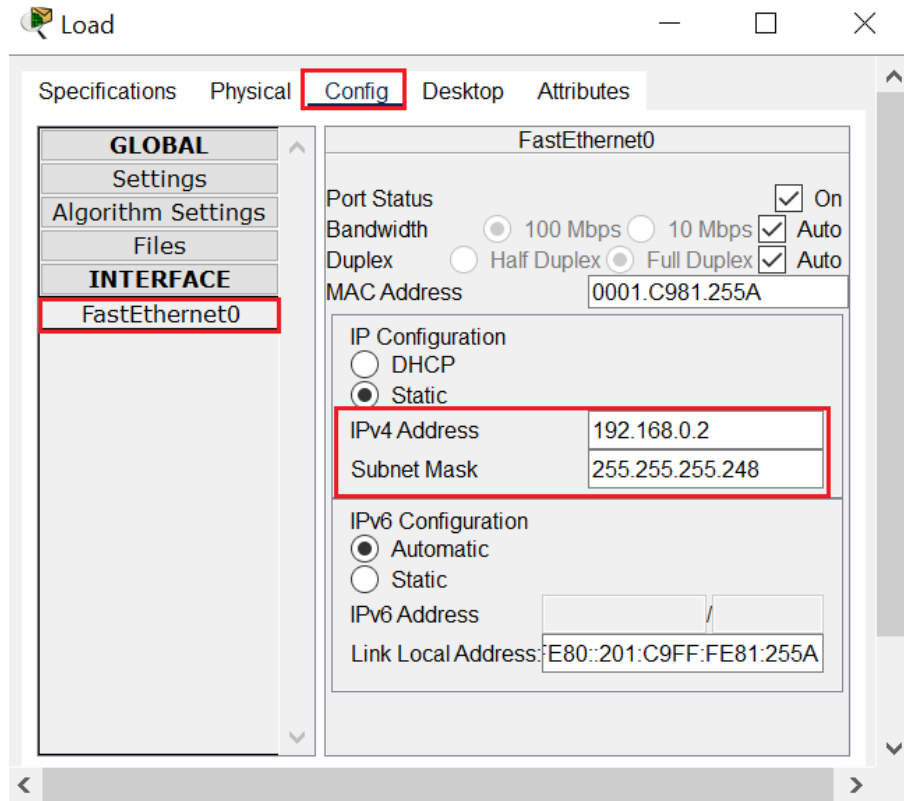 Load
Specifications Physical Config Desktop Attributes
GLOBAL
Settings
Algorithm Settings
Files
INTERFACE
FastEthernet0
FastEthernet0
Port Status On
Bandwidth 100 Mbps 10 Mbps Auto
Duplex Half Duplex Full Duplex Auto
MAC Address 0001.C981.255A
IP Configuration
DHCP
Static
IPv4 Address 192.168.0.2
Subnet Mask 255.255.255.248
IPv6 Configuration
Automatic
Static
IPv6 Address /
Link Local Address: FE80::201:C9FF:FE81:255A